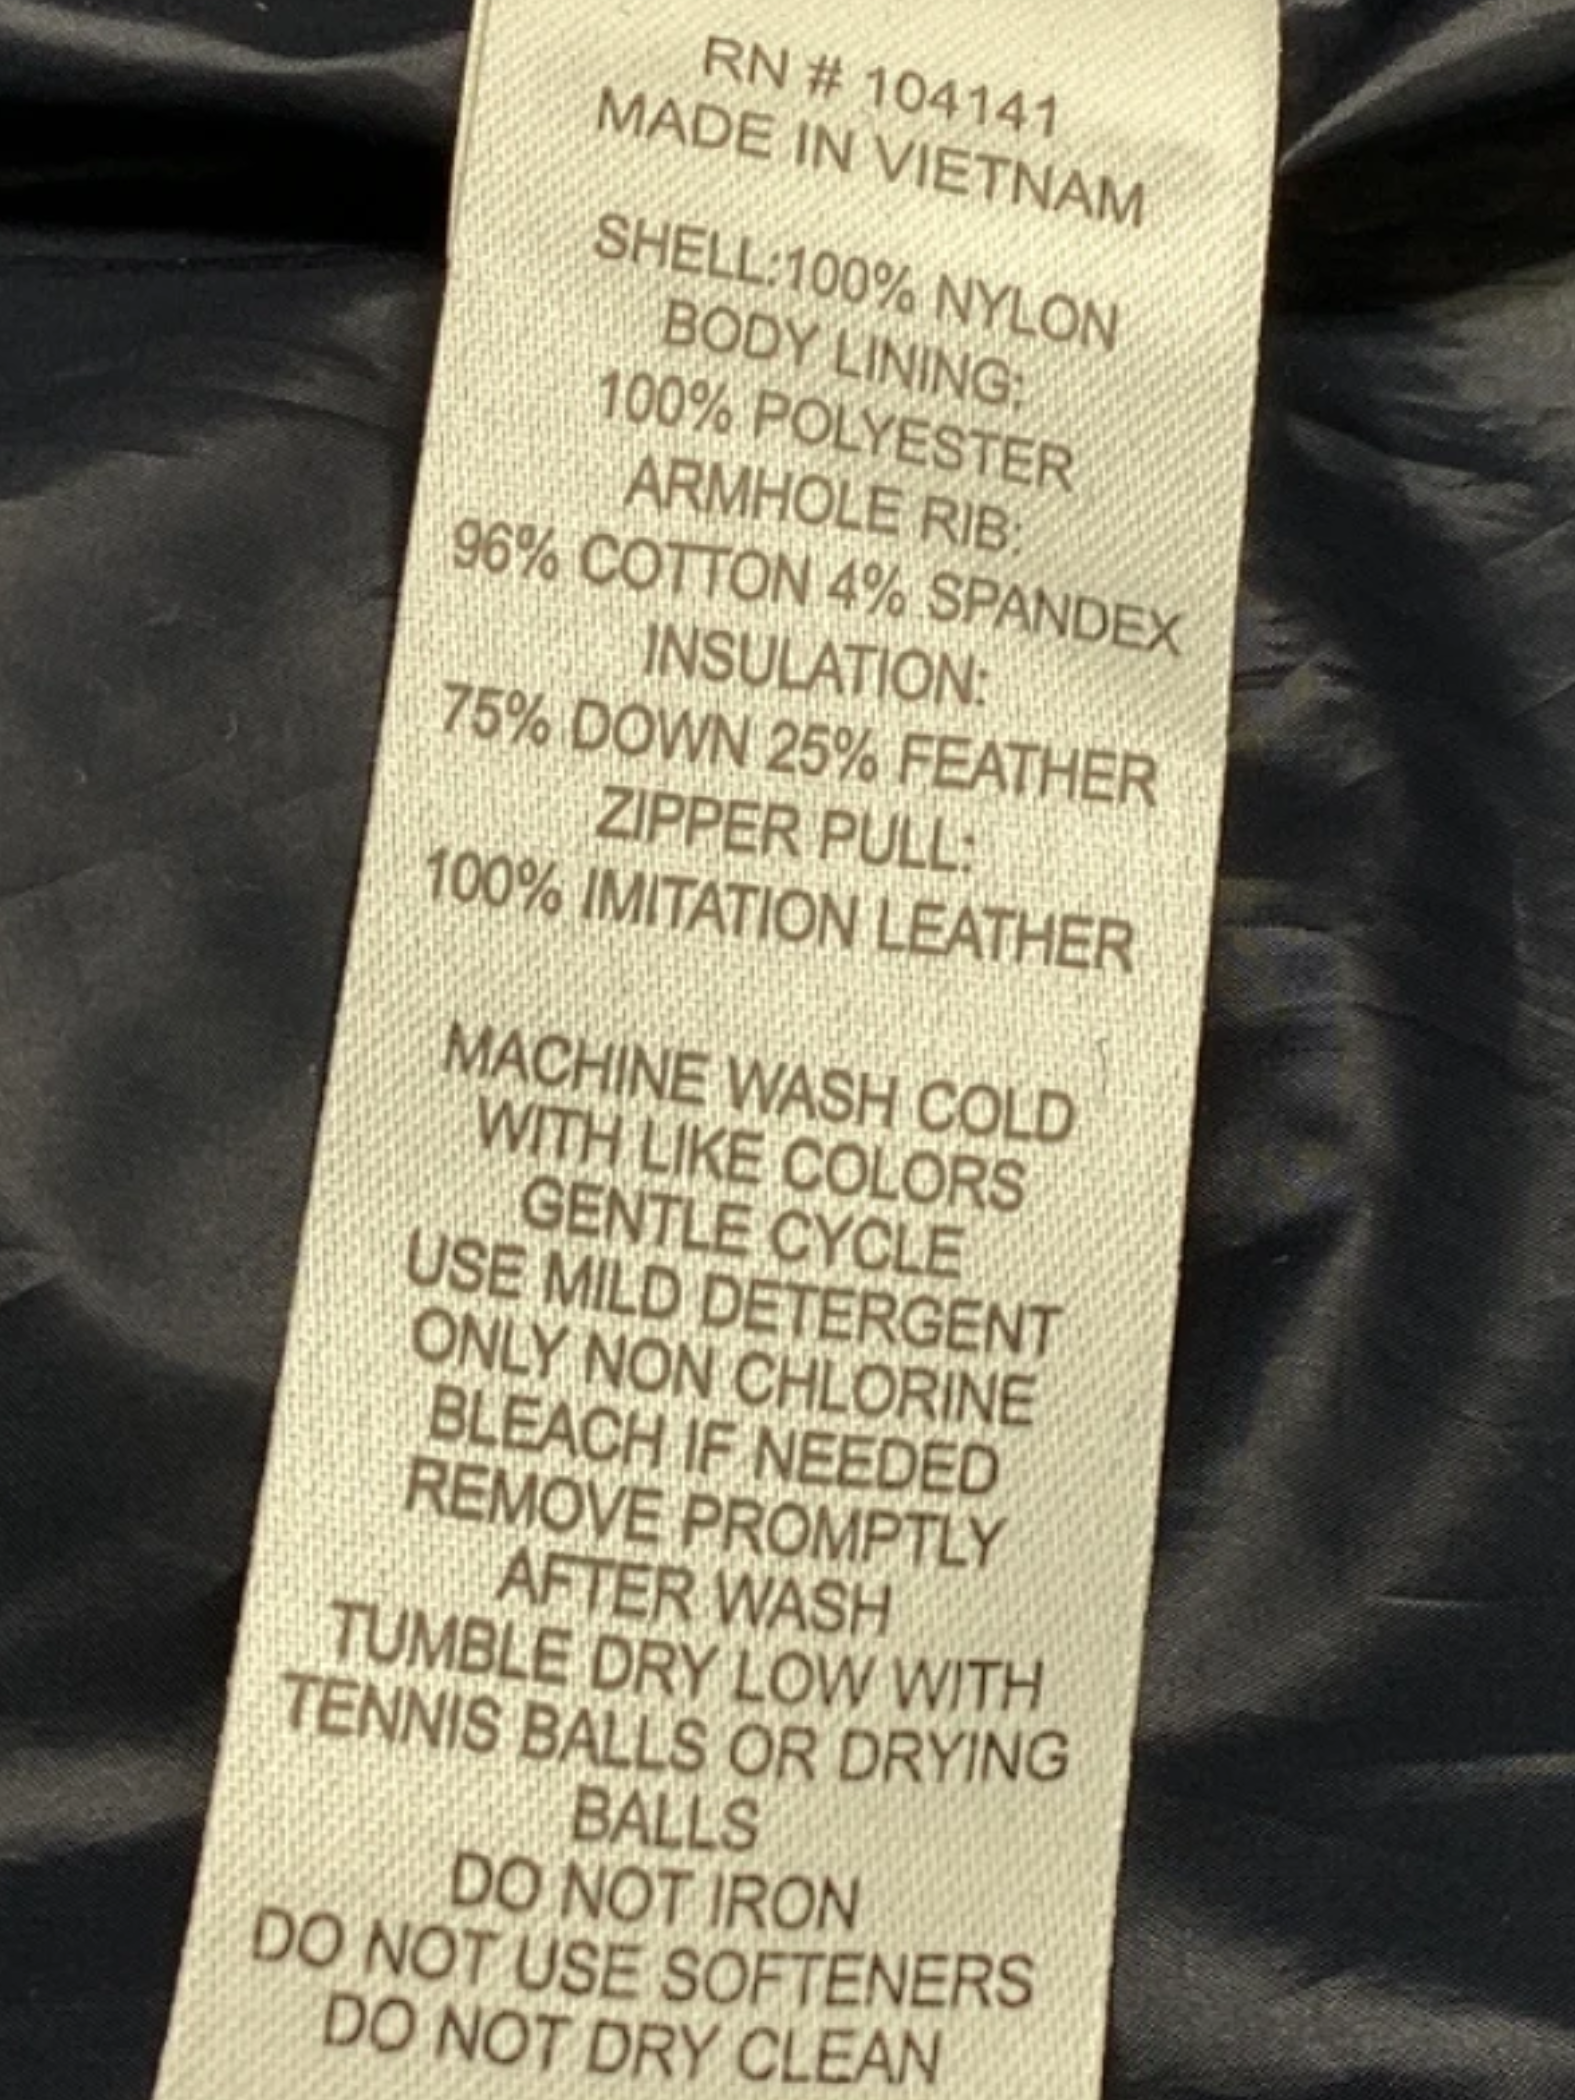 RN # 104141
MADE IN VIETNAM
SHELL:100% NYLON
BODY LINING:
100% POLYESTER
ARMHOLE RIB:
96% COTTON 4% SPANDEX
INSULATION:
75% DOWN 25% FEATHER
ZIPPER PULL:
100% IMITATION LEATHER
MACHINE WASH COLD
WITH LIKE COLORS
GENTLE CYCLE
USE MILD DETERGENT
ONLY NON CHLORINE
BLEACH IF NEEDED
REMOVE PROMPTLY
AFTER WASH
TUMBLE DRY LOW WITH
TENNIS BALLS OR DRYING
BALLS
DO NOT IRON
DO NOT USE SOFTENERS
DO NOT DRY CLEAN